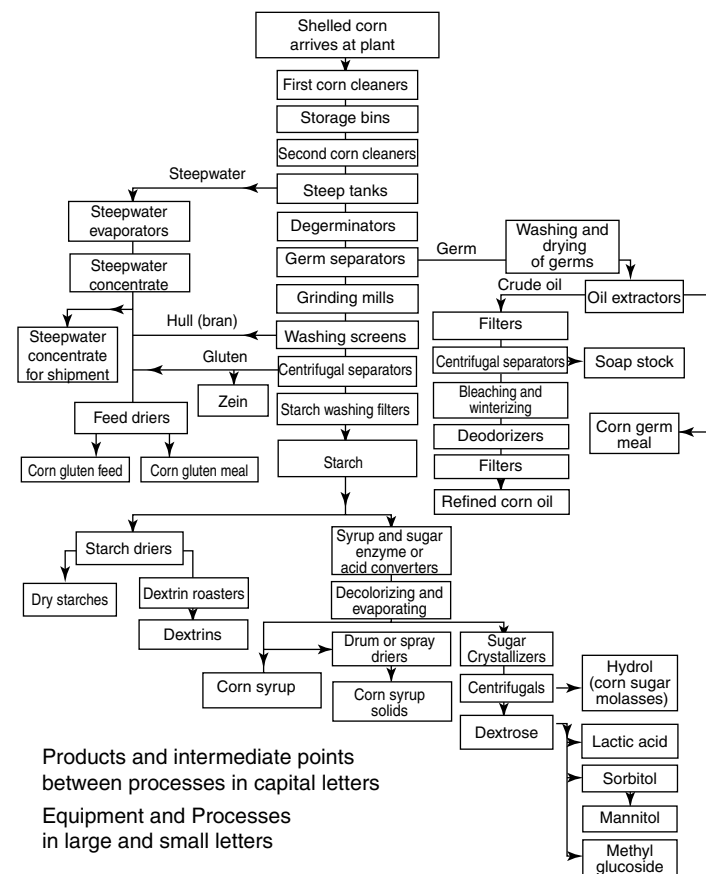 Shelled corn
arrives at plant
First corn cleaners
Storage bins
Second corn cleaners
Steepwater
Steep tanks
Steepwater
evaporators
Degerminators
Germ separators
Germ
Washing and
drying
of germs
Steepwater
concentrate
Grinding mills
Crude oil
Oil extractors
Steepwater
concentrate
for shipment
Hull (bran)
Washing screens
Filters
Gluten
Centrifugal separators
Centrifugal separators
Soap stock
Zein
Starch washing filters
Bleaching and
winterizing
Feed driers
Deodorizers
Corn germ
meal
Corn gluten feed
Corn gluten meal
Starch
Filters
Refined corn oil
Starch driers
Syrup and sugar
enzyme or
acid converters
Dry starches
Dextrin roasters
Decolorizing and
evaporating
Dextrins
Drum or spray
driers
Sugar
Crystallizers
Corn syrup
Corn syrup
solids
Centrifugals
Hydrol
(corn sugar
molasses)
Dextrose
Lactic acid
Sorbitol
Mannitol
Methyl
glucoside
Products and intermediate points
between processes in capital letters
Equipment and Processes
in large and small letters